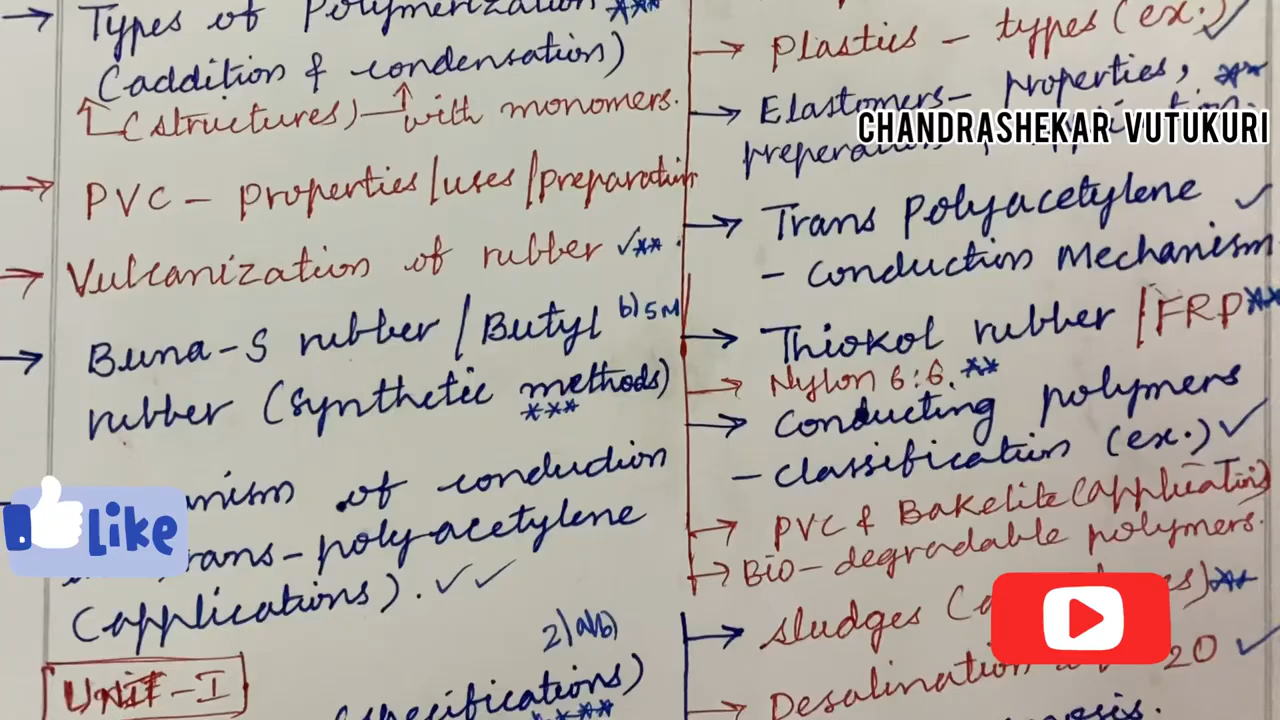 → Types of Polymerization ***
(addition & condensation)
(structures) with monomers.
→ PVC – properties/uses/preparation
→ Vulcanization of rubber ✓**
→ Buna-S rubber/Butyl b)5M
rubber (synthetic methods)
***
of conduction
trans-polyacetylene
(applications). ✓✓
2)a/b)
Unit-I
→ Plastics – types (ex.) ✓
→ Elastomers – properties, **
CHANDRASHEKAR VUTUKURI
→ Trans polyacetylene ✓
- conduction Mechanism
→ Thiokol rubber /FRP**
→ Nylon 6:6. **
→ Conducting polymers
- classification (ex.) ✓
→ PVC & Bakelite (application)
→ Bio-degradable polymers.
→ sludges **
→ Desalination 20 ✓
Like